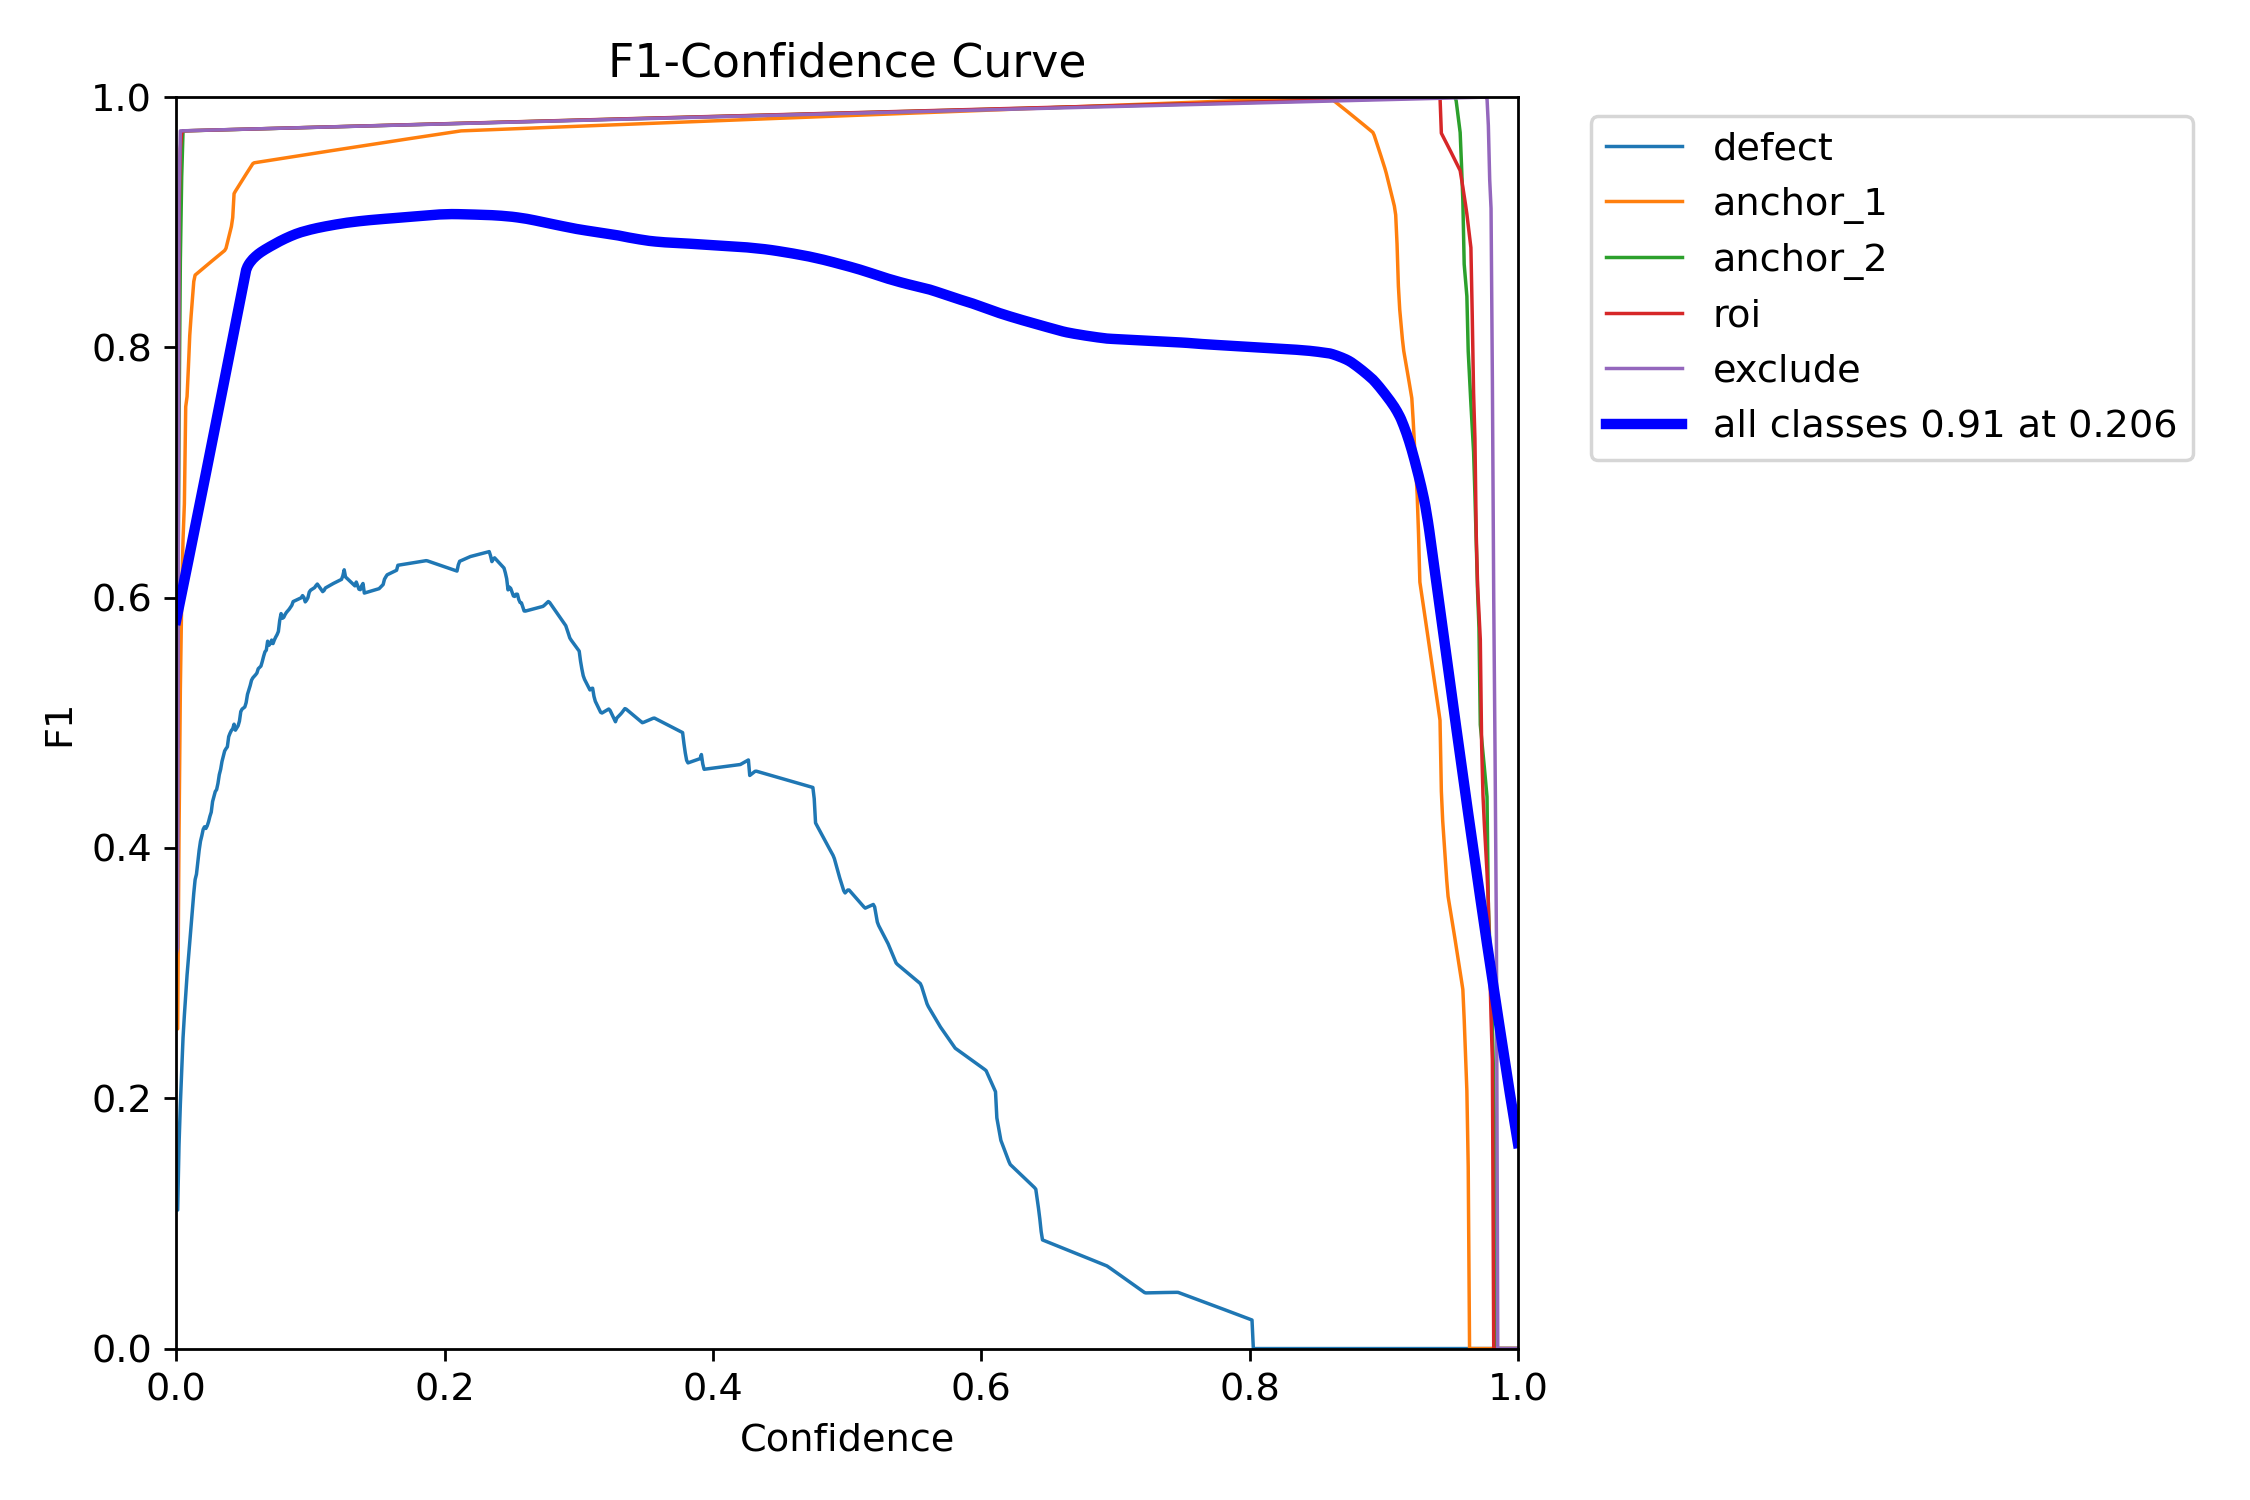 F1-Confidence Curve
1.0
0.8
0.6
0.4
0.2
0.0
F1
0.0 0.2 0.4 0.6 0.8 1.0
Confidence
defect
anchor_1
anchor_2
roi
exclude
all classes 0.91 at 0.206